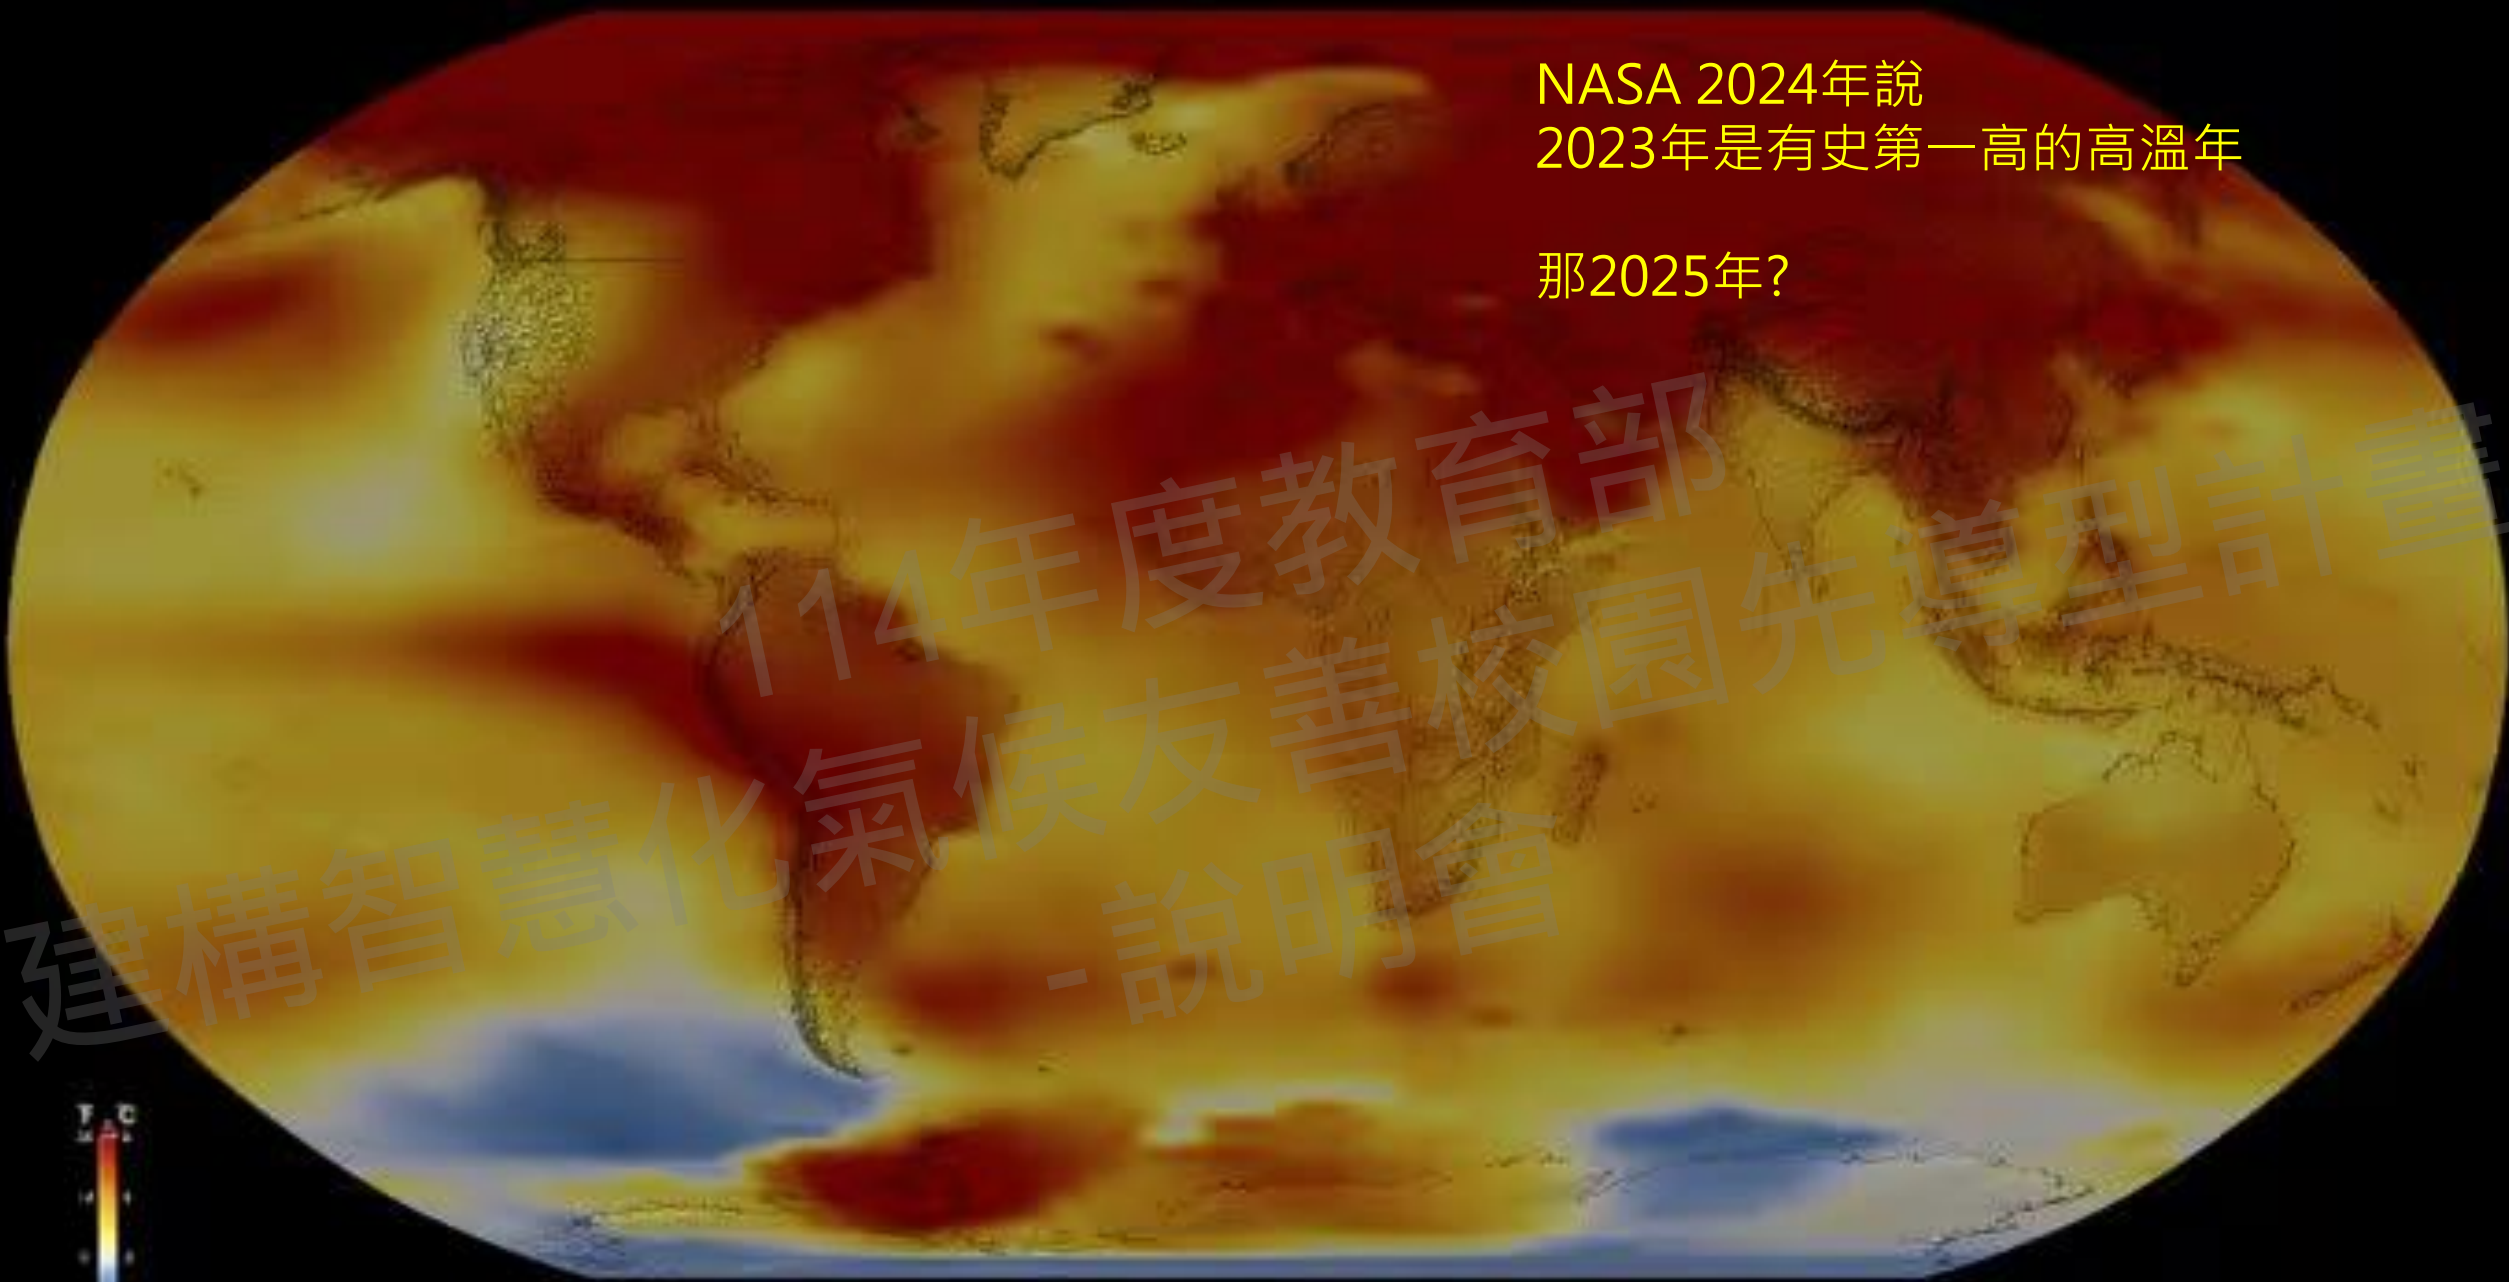 NASA 2024年說
2023年是有史第一高的高溫年
那2025年?
114年度教育部
建構智慧化氣候友善校園先導型計畫
-說明會
F C